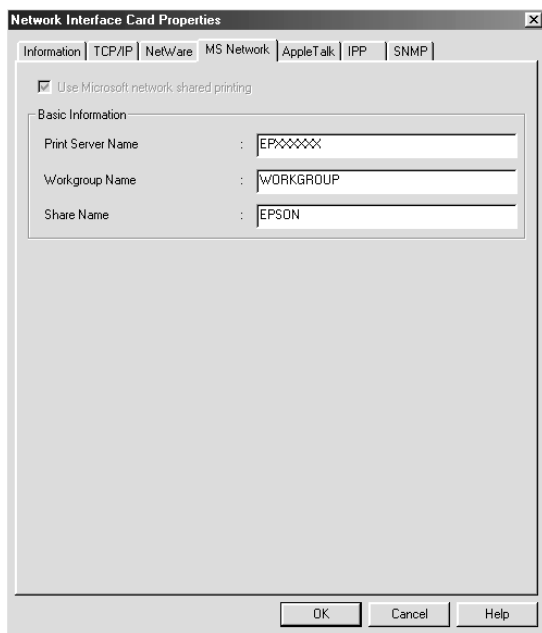 Network Interface Card Properties
Information TCP/IP NetWare MS Network AppleTalk IPP SNMP
Use Microsoft network shared printing
Basic Information
Print Server Name : EPXXXXXX
Workgroup Name : WORKGROUP
Share Name : EPSON
OK Cancel Help